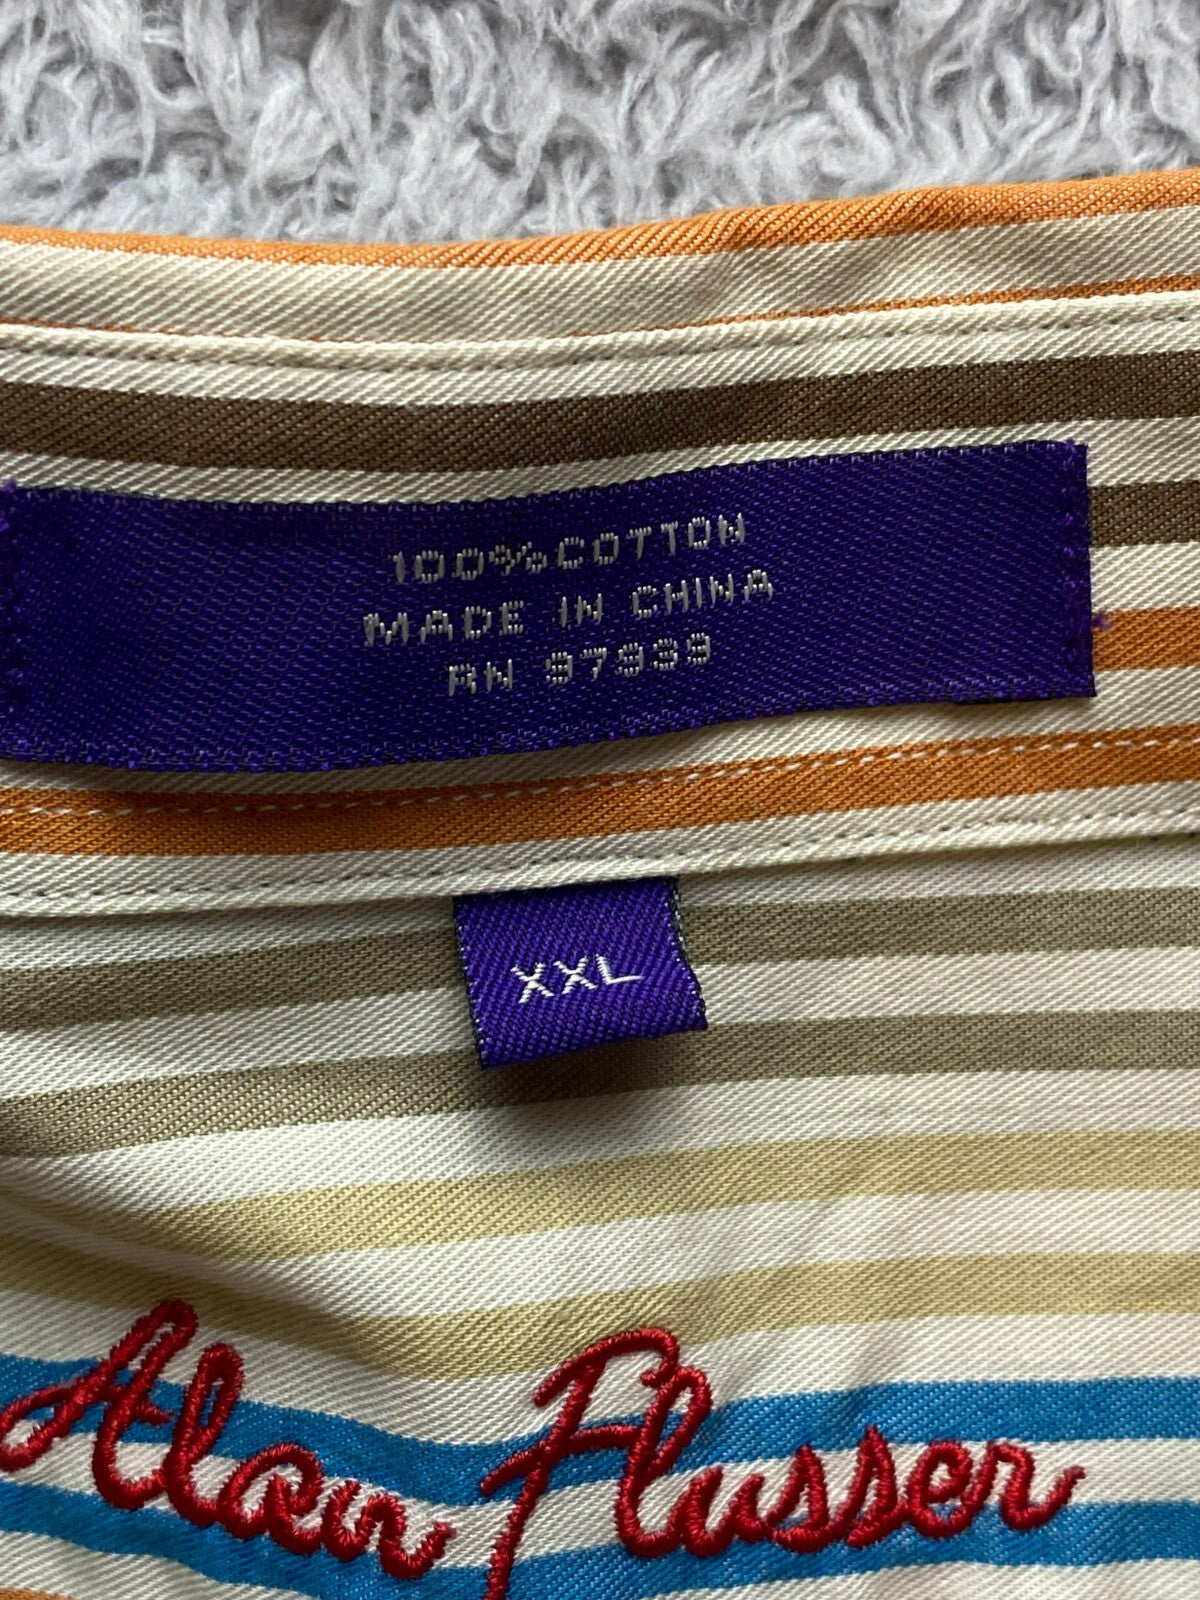 100% COTTON
MADE IN CHINA
RN 97939
XXL
Alan Flusser